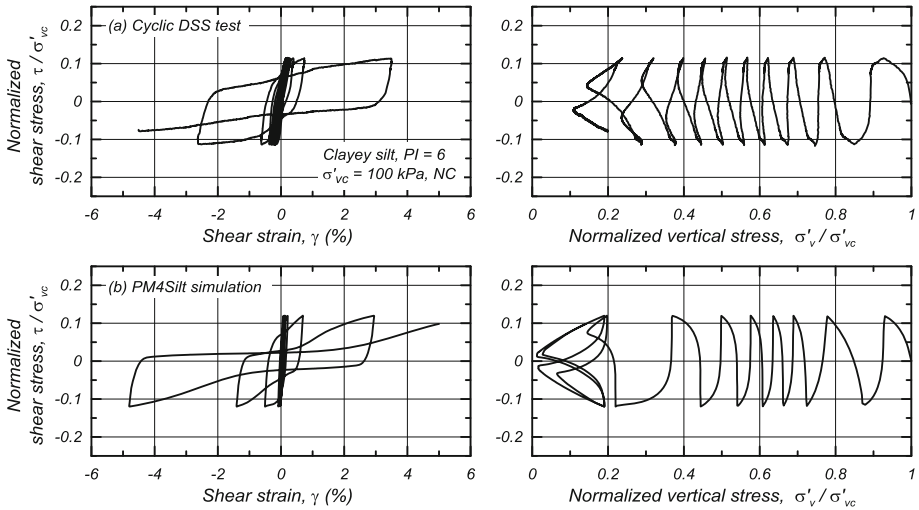 (a) Cyclic DSS test
Clayey silt, PI = 6
σ'vc = 100 kPa, NC
Normalized
shear stress, τ / σ'vc
0.2
0.1
0
-0.1
-0.2
-6 -4 -2 0 2 4 6
Shear strain, γ (%)
0.2
0.1
0
-0.1
-0.2
0 0.2 0.4 0.6 0.8 1
Normalized vertical stress, σ'v / σ'vc
(b) PM4Silt simulation
Normalized
shear stress, τ / σ'vc
0.2
0.1
0
-0.1
-0.2
-6 -4 -2 0 2 4 6
Shear strain, γ (%)
0.2
0.1
0
-0.1
-0.2
0 0.2 0.4 0.6 0.8 1
Normalized vertical stress, σ'v / σ'vc